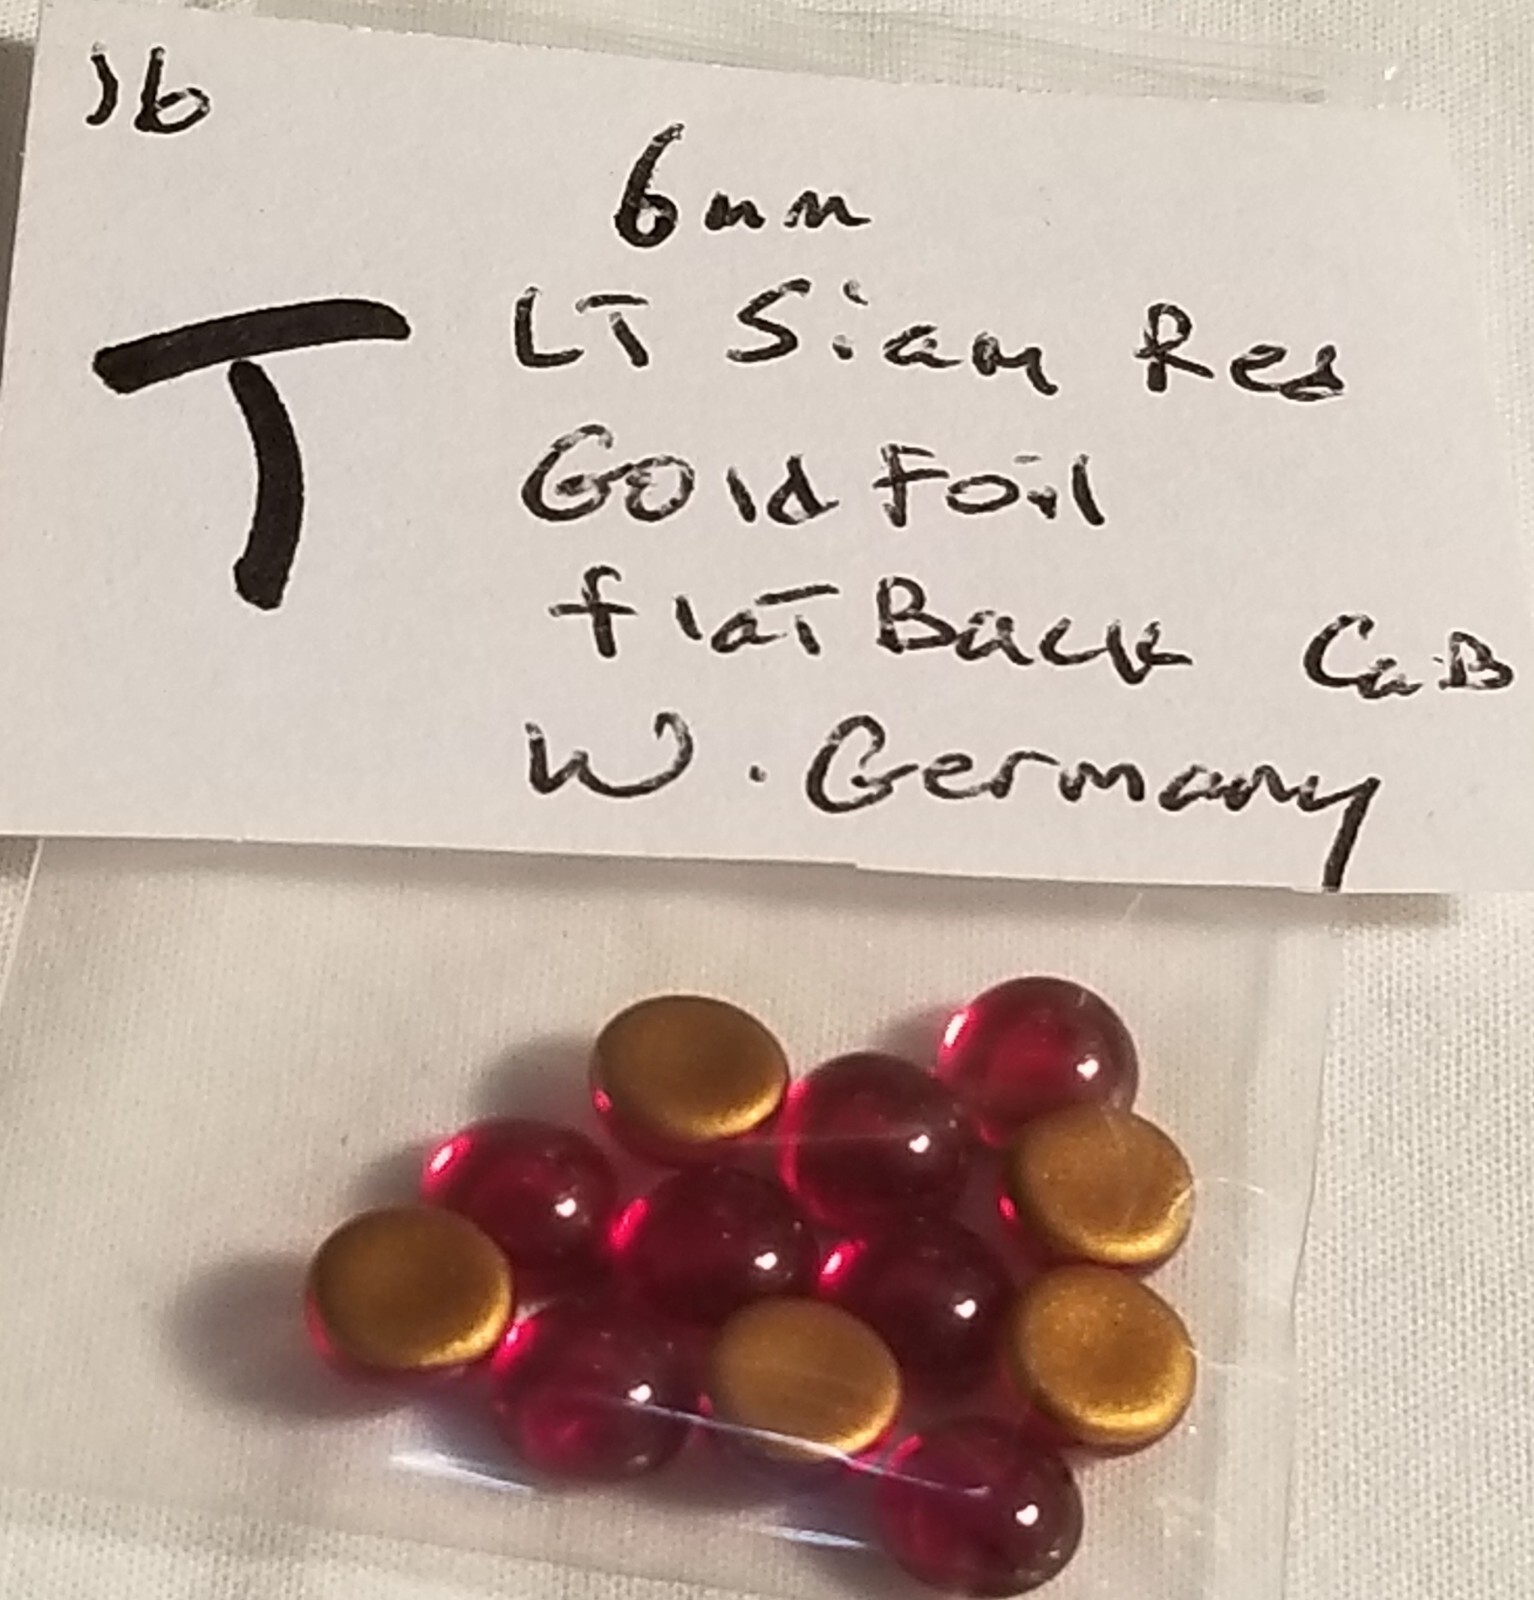 16
6mm
T
LT Siam Red
Gold Foil
flat Back CaB
W. Germany